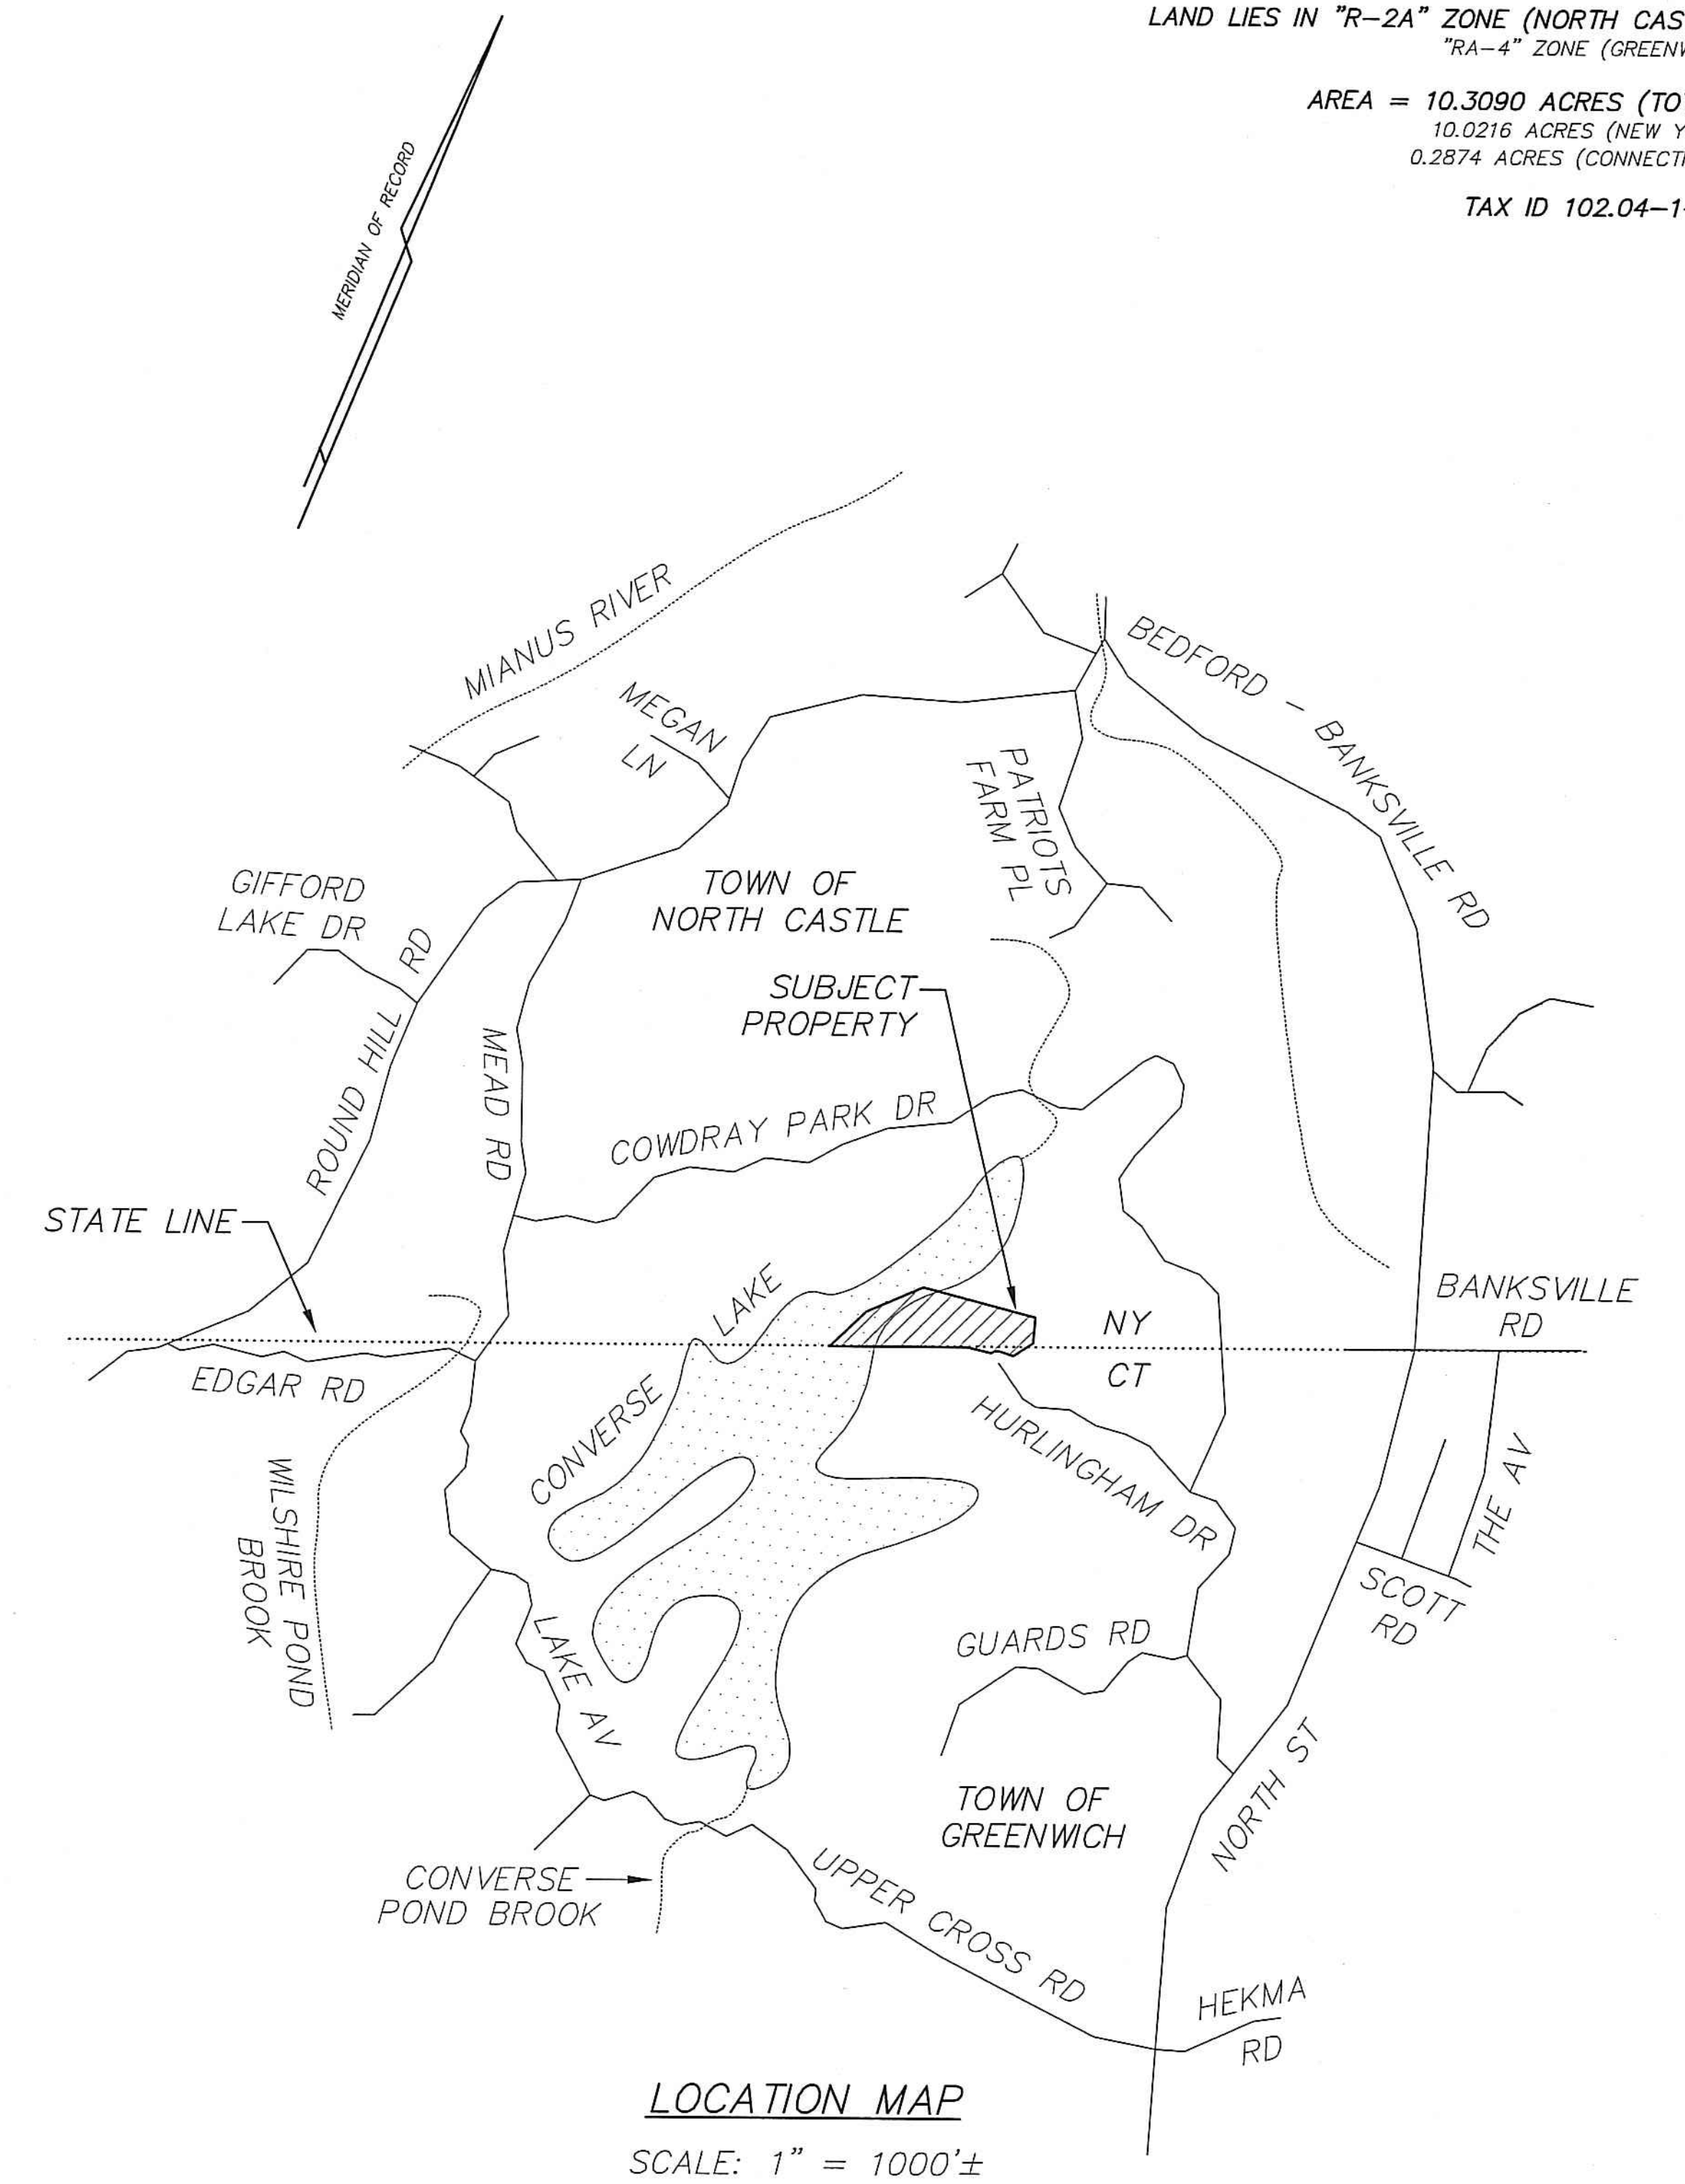 LAND LIES IN "R-2A" ZONE (NORTH CAS
"RA-4" ZONE (GREENW
AREA = 10.3090 ACRES (TO
10.0216 ACRES (NEW Y
0.2874 ACRES (CONNECTI
TAX ID 102.04-1-
MERIDIAN OF RECORD
MIANUS RIVER
BEDFORD - BANKSVILLE RD
MEGAN
LN
PATRIOTS
FARM PL
GIFFORD
LAKE DR
TOWN OF
NORTH CASTLE
ROUND HILL RD
SUBJECT
PROPERTY
MEAD RD
COWDRAY PARK DR
STATE LINE
BANKSVILLE
RD
CONVERSE LAKE
NY
CT
EDGAR RD
HURLINGHAM DR
WILSHIRE POND
BROOK
THE AV
SCOTT
RD
LAKE AV
GUARDS RD
NORTH ST
TOWN OF
GREENWICH
CONVERSE
POND BROOK
UPPER CROSS RD
HEKMA
RD
LOCATION MAP
SCALE: 1" = 1000'±